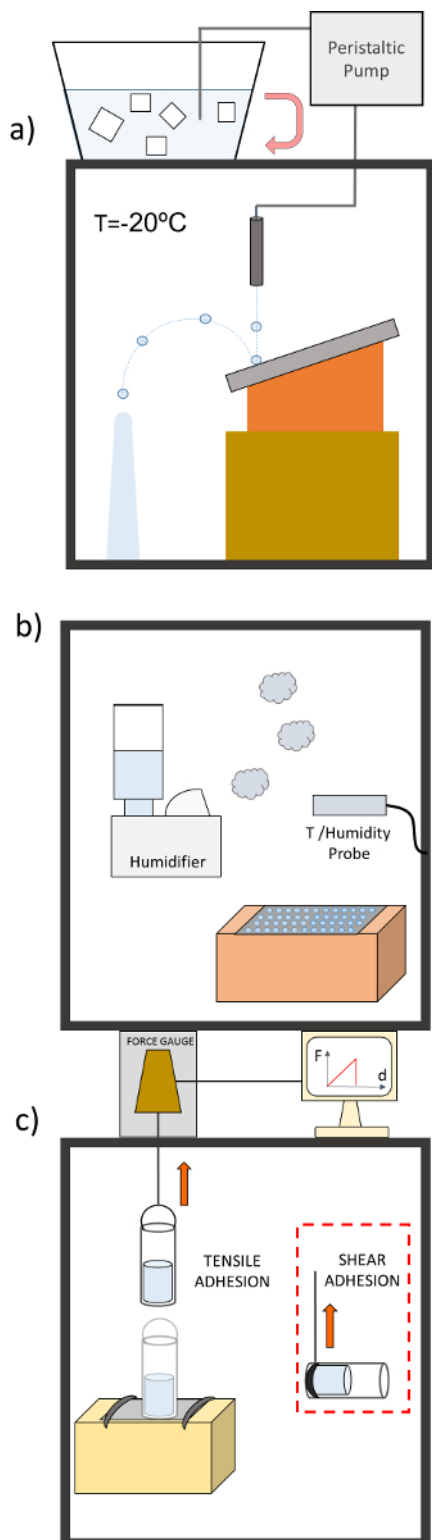 Peristaltic
Pump
a)
T=-20ºC
b)
Humidifier
T /Humidity
Probe
FORCE GAUGE
F
d
c)
TENSILE
ADHESION
SHEAR
ADHESION